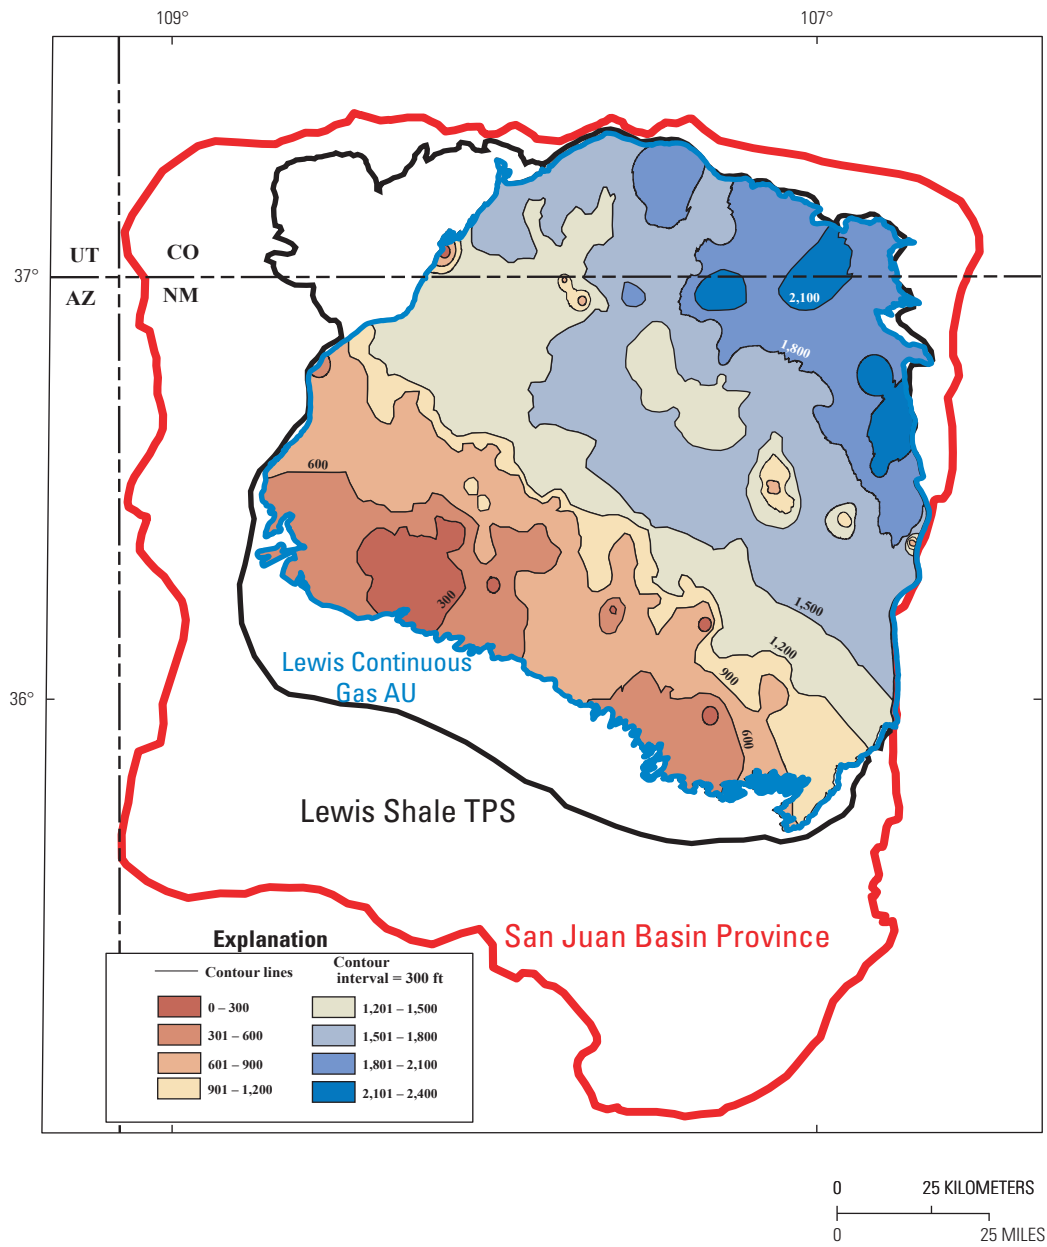 109°
107°
UT
CO
37°
AZ
NM
2,100
1,800
600
300
1,500
1,200
900
600
Lewis Continuous
Gas AU
36°
Lewis Shale TPS
San Juan Basin Province
Explanation
Contour lines
Contour
interval = 300 ft
0 – 300
301 – 600
601 – 900
901 – 1,200
1,201 – 1,500
1,501 – 1,800
1,801 – 2,100
2,101 – 2,400
0
25 KILOMETERS
0
25 MILES